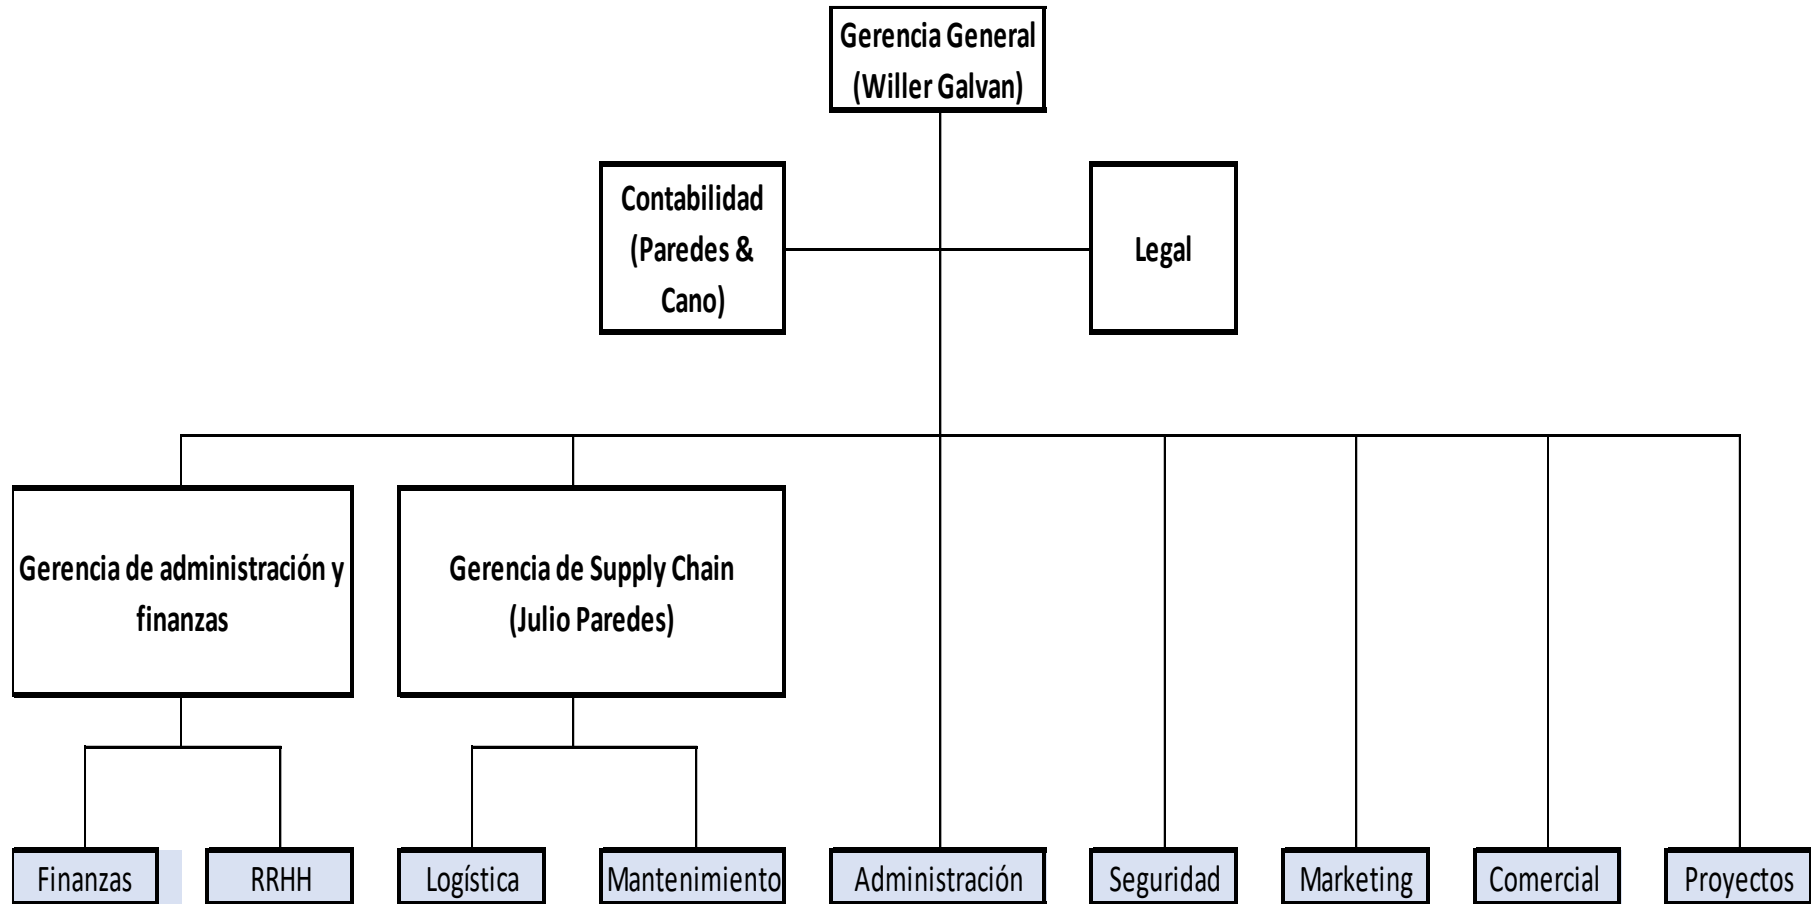 Gerencia General
(Willer Galvan)
Contabilidad
(Paredes &
Cano)
Legal
Gerencia de administración y
finanzas
Gerencia de Supply Chain
(Julio Paredes)
Finanzas
RRHH
Logística
Mantenimiento
Administración
Seguridad
Marketing
Comercial
Proyectos